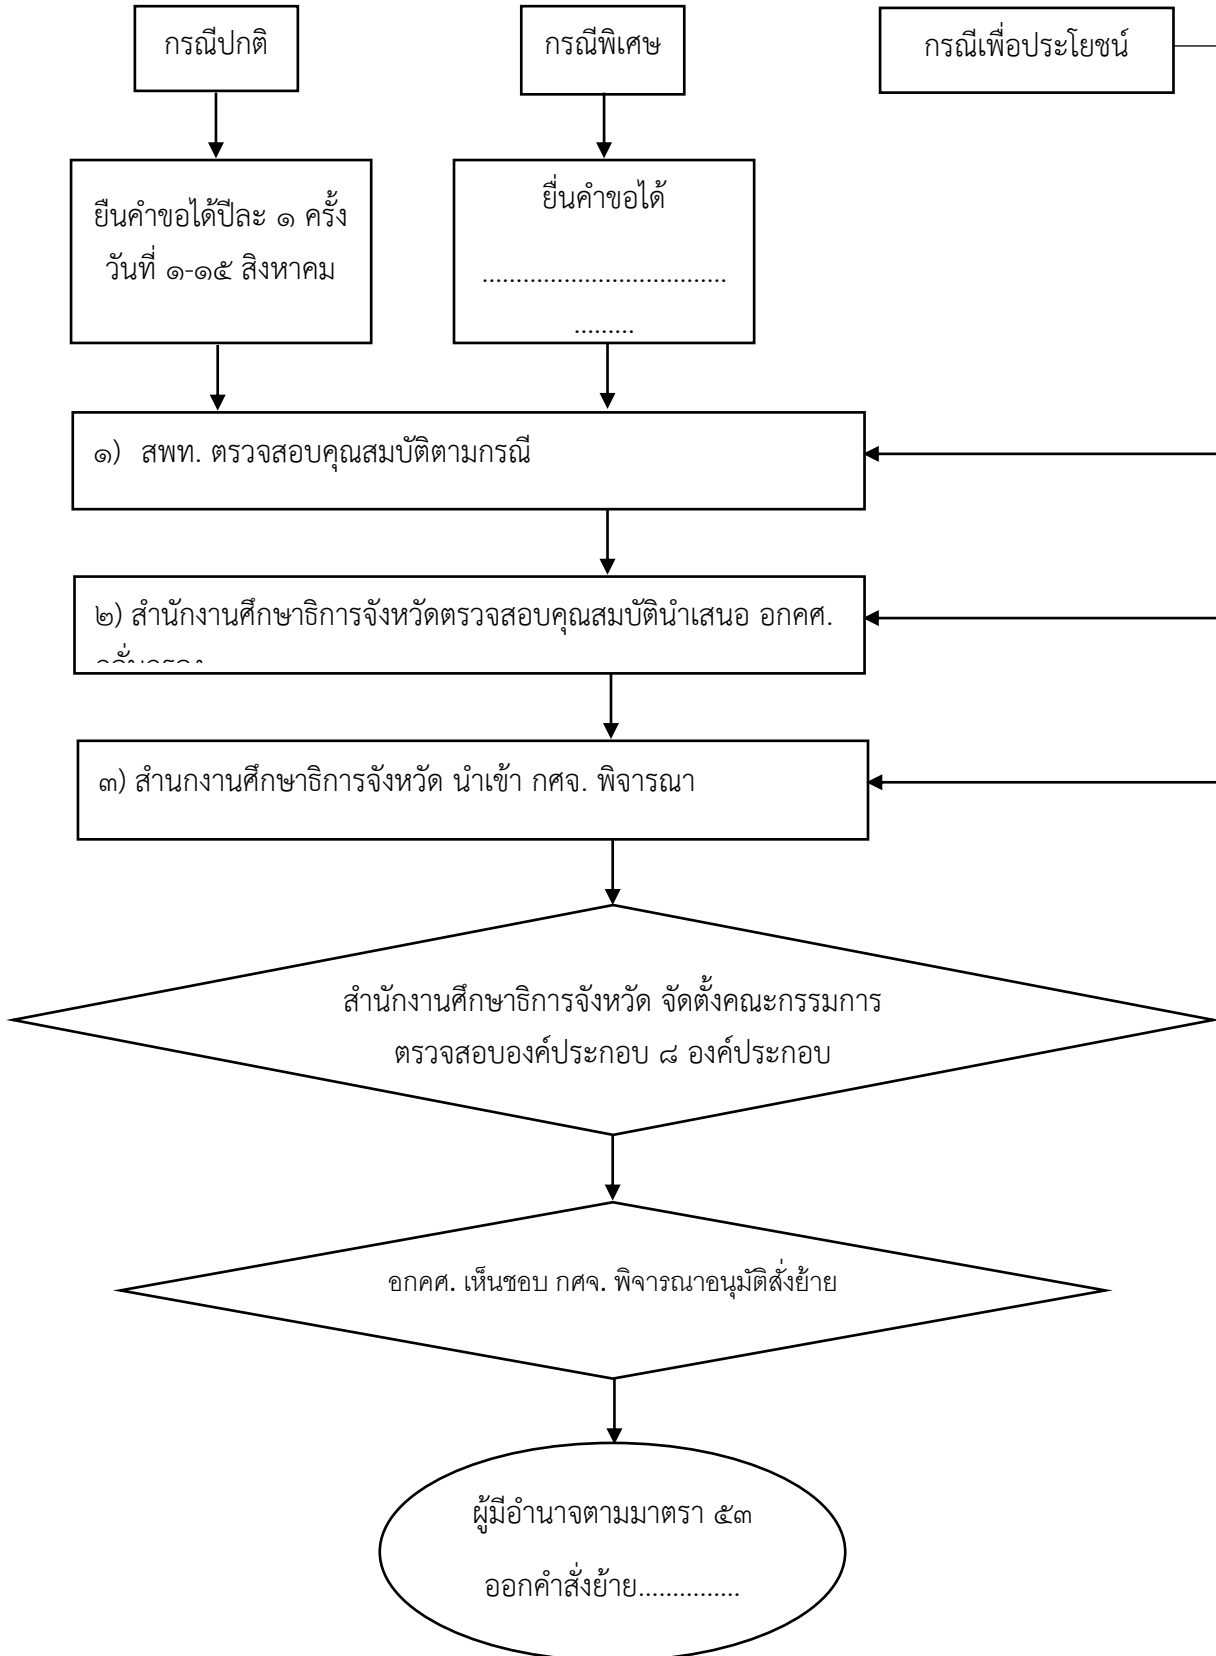 กรณีปกติ
กรณีพิเศษ
กรณีเพื่อประโยชน์
ยืนคำขอได้ปีละ ๑ ครั้ง
วันที่ ๑-๑๕ สิงหาคม
ยื่นคำขอได้
....................................
.........
๑) สพท. ตรวจสอบคุณสมบัติตามกรณี
๒) สำนักงานศึกษาธิการจังหวัดตรวจสอบคุณสมบัตินำเสนอ อกคศ.
๓) สำนกงานศึกษาธิการจังหวัด นำเข้า กศจ. พิจารณา
สำนักงานศึกษาธิการจังหวัด จัดตั้งคณะกรรมการ
ตรวจสอบองค์ประกอบ ๘ องค์ประกอบ
อกคศ. เห็นชอบ กศจ. พิจารณาอนุมัติสั่งย้าย
ผู้มีอำนาจตามมาตรา ๕๓
ออกคำสั่งย้าย...............